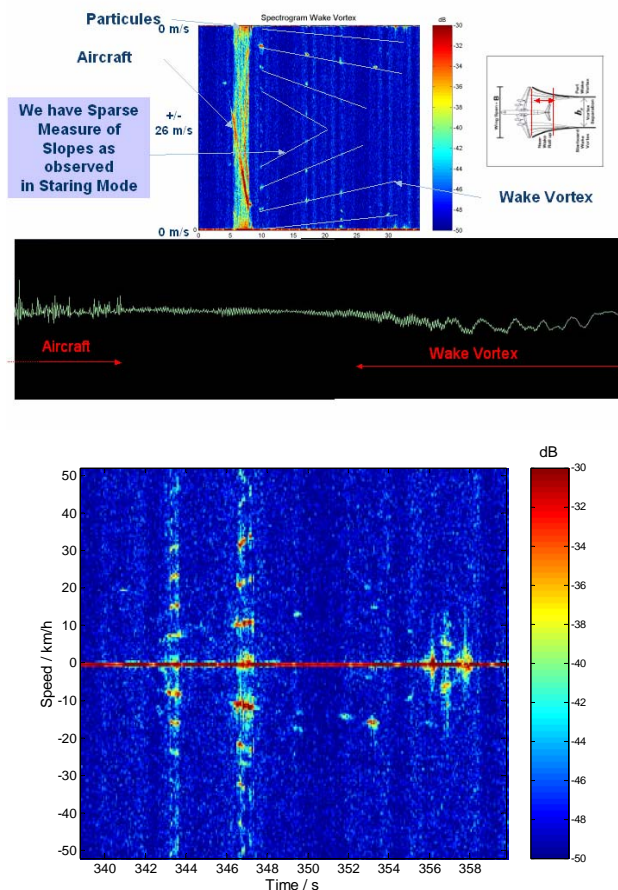 Particules
Aircraft
We have Sparse
Measure of
Slopes as
observed
in Staring Mode
0 m/s
+/-
26 m/s
0 m/s
Spectrogram Wake Vortex
0 5 10 15 20 25 30
dB
-30
-32
-34
-36
-38
-40
-42
-44
-46
-48
-50
Wake Vortex
Aircraft
Wake Vortex
dB
50
40
30
20
10
0
-10
-20
-30
-40
-50
Speed / km/h
340 342 344 346 348 350 352 354 356 358
Time / s
-30
-32
-34
-36
-38
-40
-42
-44
-46
-48
-50